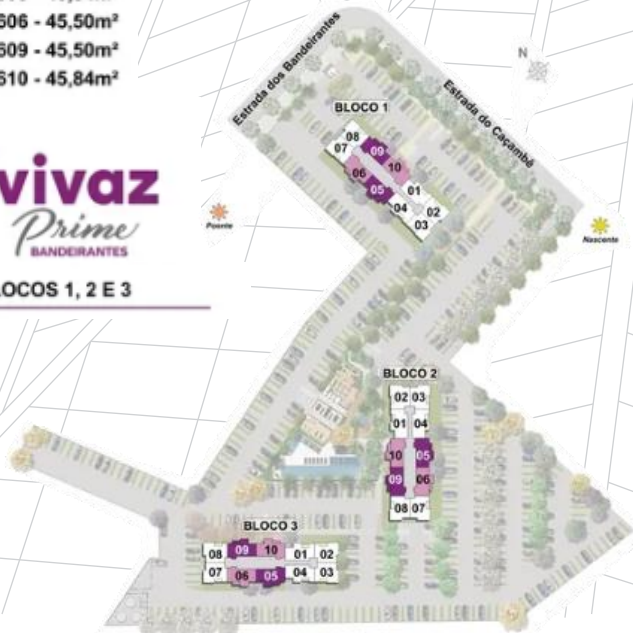 606 - 45,50m²
609 - 45,50m²
610 - 45,84m²
vivaz
Prime
BANDEIRANTES
LOCOS 1, 2 E 3
Estrada dos Bandeirantes
Estrada do Caçambê
N
Poente
Nascente
BLOCO 1
08
07
09
10
06
05
01
04
02
03
BLOCO 2
02 03
01 04
10 05
09 06
08 07
BLOCO 3
08 09 10 01 02
07 06 05 04 03